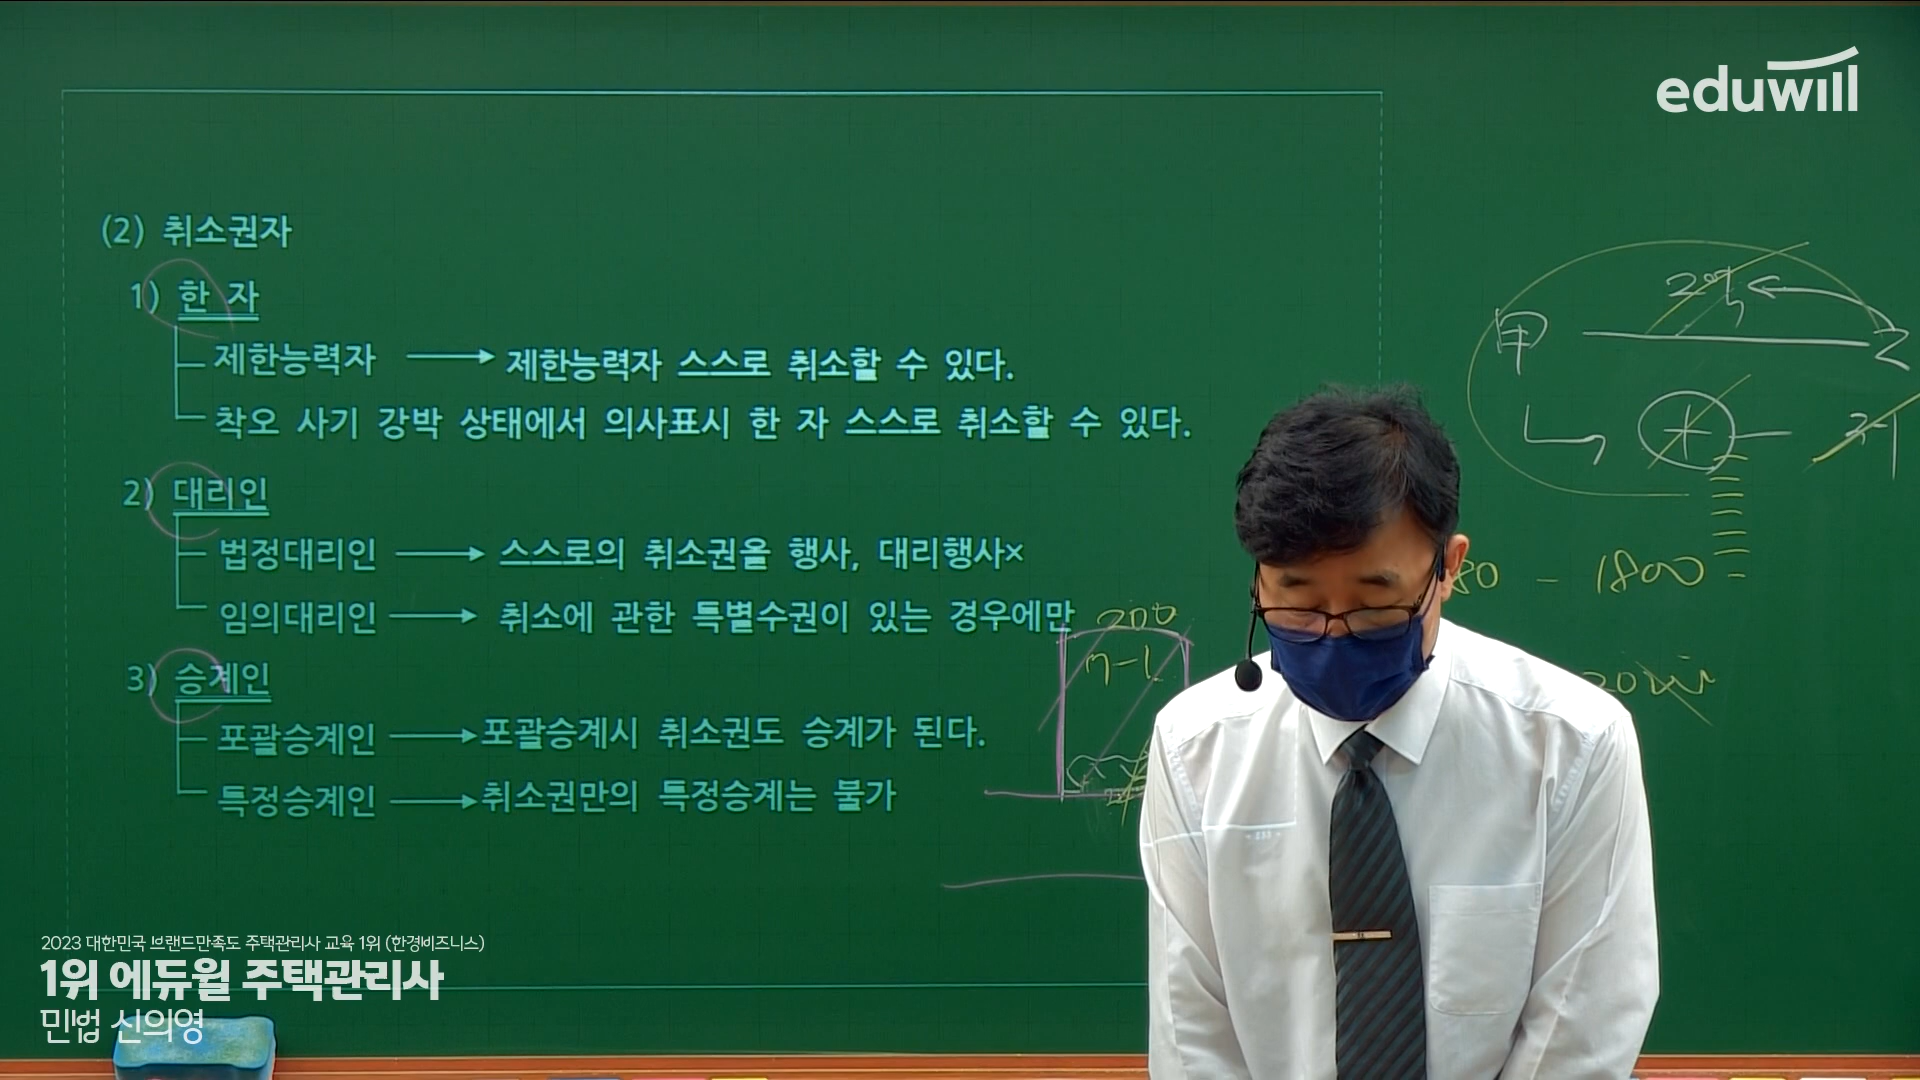 eduwill
(2) 취소권자
1) 한 자
제한능력자 → 제한능력자 스스로 취소할 수 있다.
착오 사기 강박 상태에서 의사표시 한 자 스스로 취소할 수 있다.
2) 대리인
법정대리인 → 스스로의 취소권을 행사, 대리행사×
임의대리인 → 취소에 관한 특별수권이 있는 경우에만
3) 승계인
포괄승계인 → 포괄승계시 취소권도 승계가 된다.
특정승계인 → 취소권만의 특정승계는 불가
甲 乙
80 - 1800
200
2023 대한민국 브랜드만족도 주택관리사 교육 1위 (한경비즈니스)
1위 에듀윌 주택관리사
민법 신의영